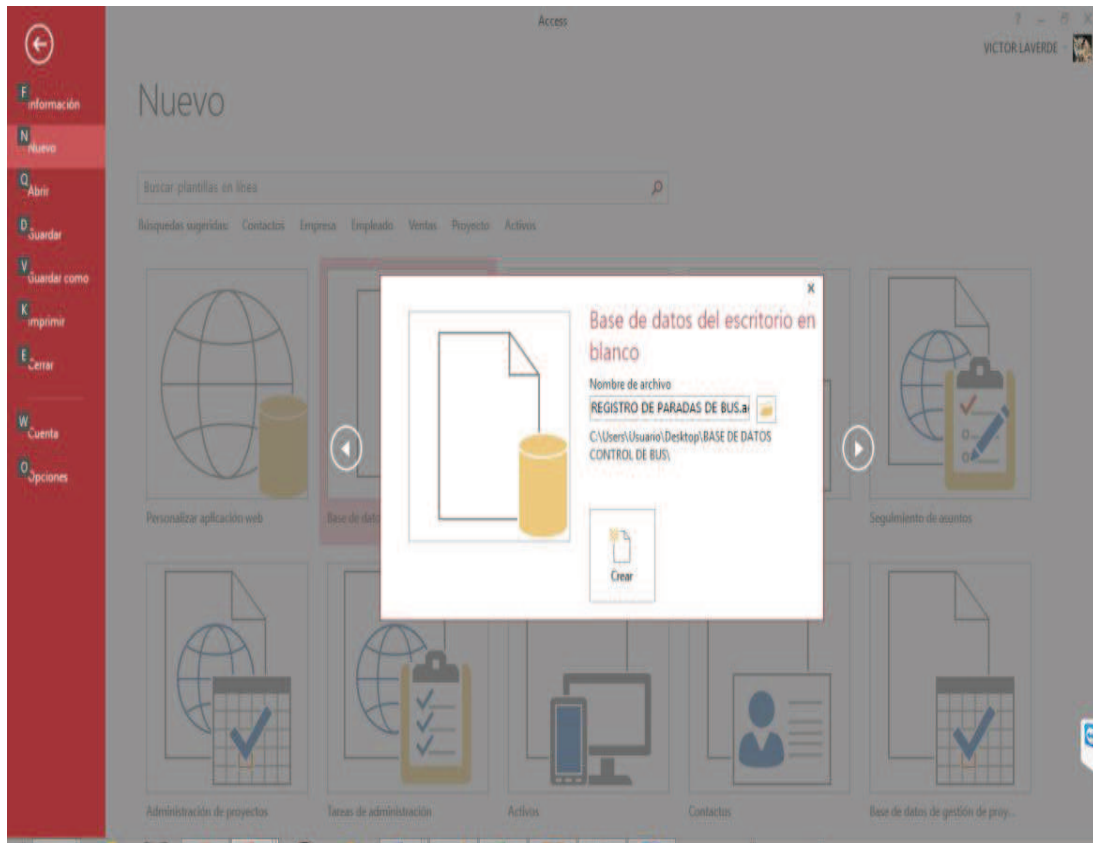 Access
? – X
VICTOR LAVERDE
F
Información
N
Nuevo
Q
Abrir
D
Guardar
V
Guardar como
K
Imprimir
E
Cerrar
W
Cuenta
O
Opciones
Nuevo
Buscar plantillas en línea
Búsquedas sugeridas: Contactos Empresa Empleado Ventas Proyecto Activos
Personalizar aplicación web
Base de dato
Seguimiento de asuntos
x
Base de datos del escritorio en
blanco
Nombre de archivo
REGISTRO DE PARADAS DE BUS.a
C:\Users\Usuario\Desktop\BASE DE DATOS
CONTROL DE BUS\
Crear
Administración de proyectos
Tareas de administración
Activos
Contactos
Base de datos de gestión de proy...